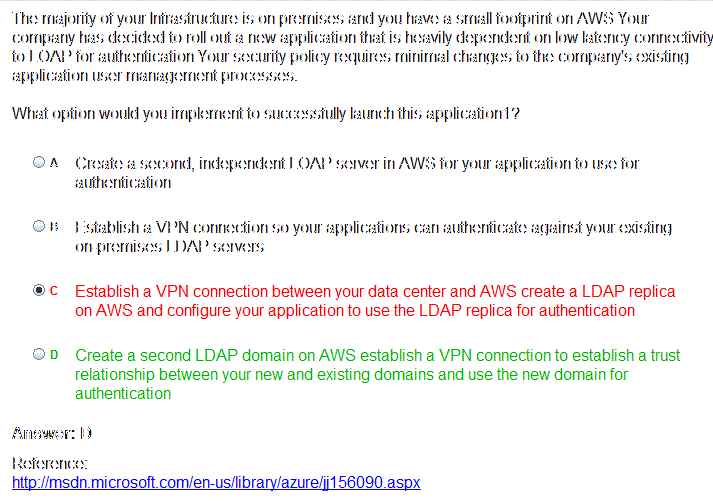 The majority of your Infrastructure is on premises and you have a small footprint on AWS Your
company has decided to roll out a new application that is heavily dependent on low latency connectivity
to LOAP for authentication Your security policy requires minimal changes to the company's existing
application user management processes.
What option would you implement to successfully launch this application1?
A Create a second, independent LOAP server in AWS for your application to use for
authentication
B Establish a VPN connection so your applications can authenticate against your existing
on-premises LDAP servers
C Establish a VPN connection between your data center and AWS create a LDAP replica
on AWS and configure your application to use the LDAP replica for authentication
D Create a second LDAP domain on AWS establish a VPN connection to establish a trust
relationship between your new and existing domains and use the new domain for
authentication
Answer: D
Reference:
http://msdn.microsoft.com/en-us/library/azure/jj156090.aspx